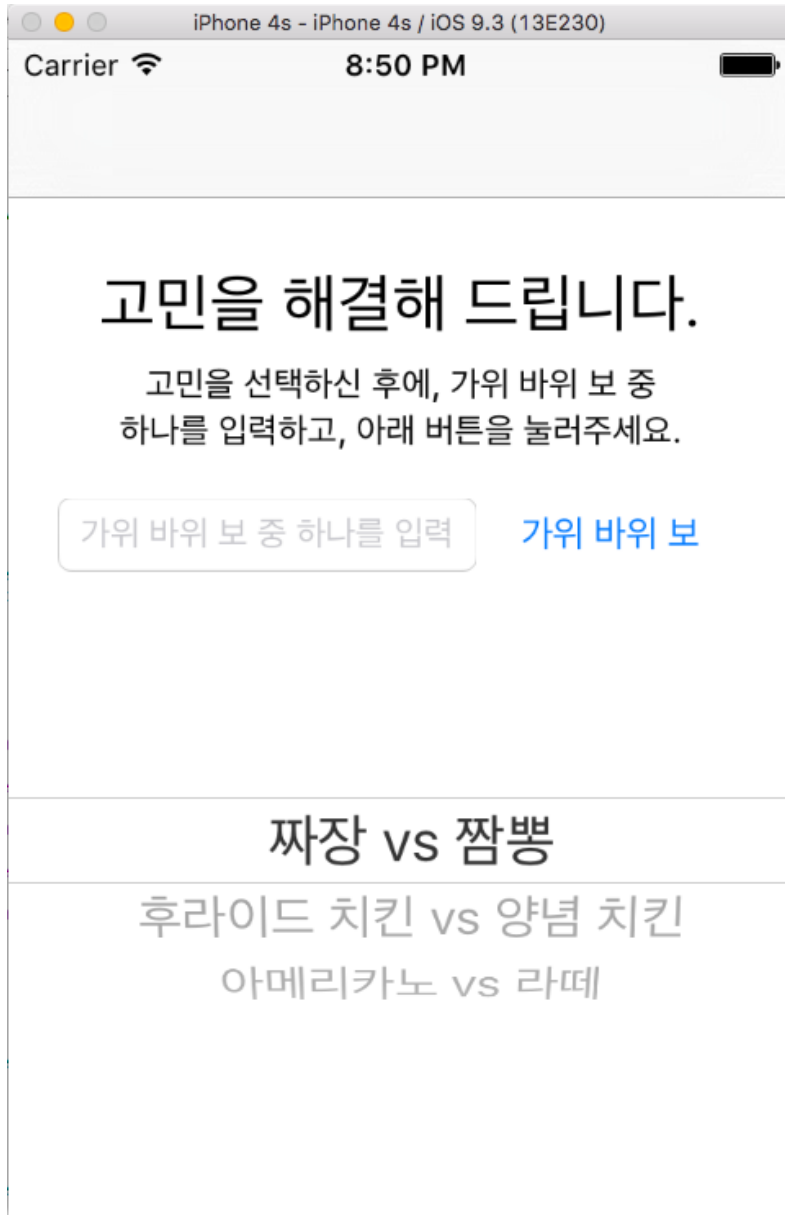 iPhone 4s - iPhone 4s / iOS 9.3 (13E230)
Carrier 8:50 PM
고민을 해결해 드립니다.
고민을 선택하신 후에, 가위 바위 보 중
하나를 입력하고, 아래 버튼을 눌러주세요.
가위 바위 보 중 하나를 입력 가위 바위 보
짜장 vs 짬뽕
후라이드 치킨 vs 양념 치킨
아메리카노 vs 라떼